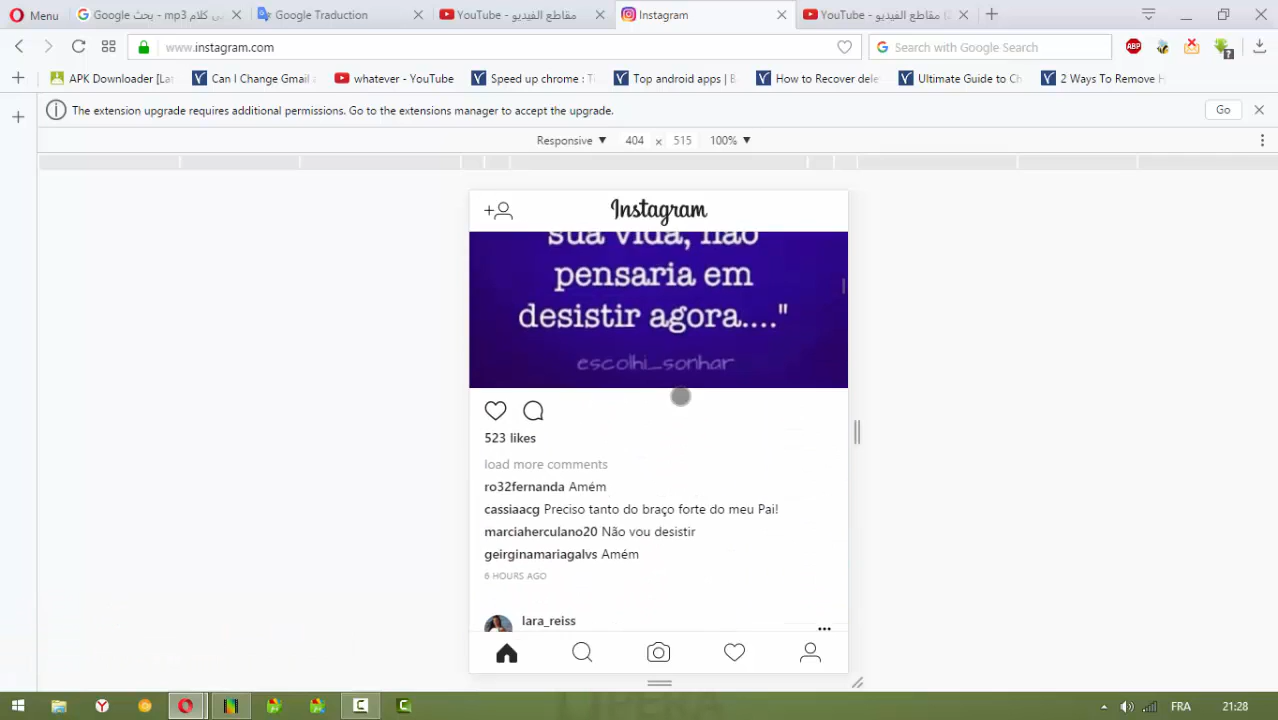 Menu
Google بحث - mp3 كلام
Google Traduction
YouTube - مقاطع الفيديو
Instagram
YouTube - مقاطع الفيديو
www.instagram.com
Search with Google Search
ABP
APK Downloader [Lat
Can I Change Gmail
whatever - YouTube
Speed up chrome : T
Top android apps | B
How to Recover dele
Ultimate Guide to Ch
2 Ways To Remove H
The extension upgrade requires additional permissions. Go to the extensions manager to accept the upgrade.
Go
Responsive
404 x 515
100%
Instagram
sua vida, não
pensaria em
desistir agora...."
escolhi_sonhar
523 likes
load more comments
ro32fernanda Amém
cassiaacg Preciso tanto do braço forte do meu Pai!
marciaherculano20 Não vou desistir
geirginamariagalvs Amém
6 HOURS AGO
lara_reiss
OPERA
FRA
21:28